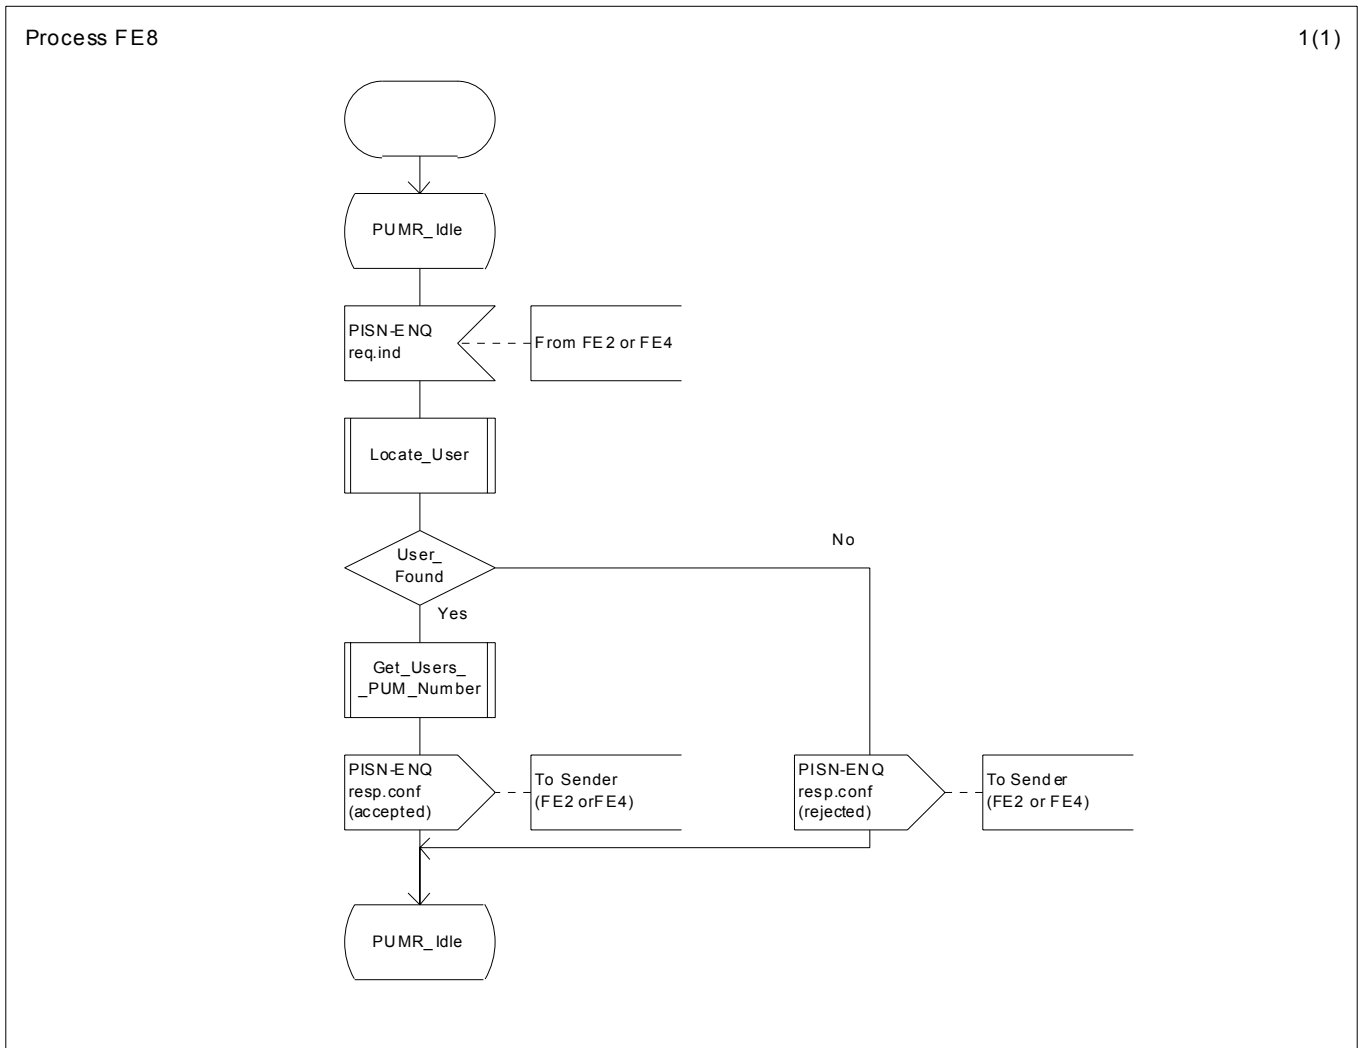 Process FE8
1(1)
PUMR_Idle
PISN-ENQ
req.ind
From FE2 or FE4
Locate_User
User_
Found
No
Yes
Get_Users_
_PUM_Number
PISN-ENQ
resp.conf
(accepted)
To Sender
(FE2 orFE4)
PISN-ENQ
resp.conf
(rejected)
To Sender
(FE2 or FE4)
PUMR_Idle